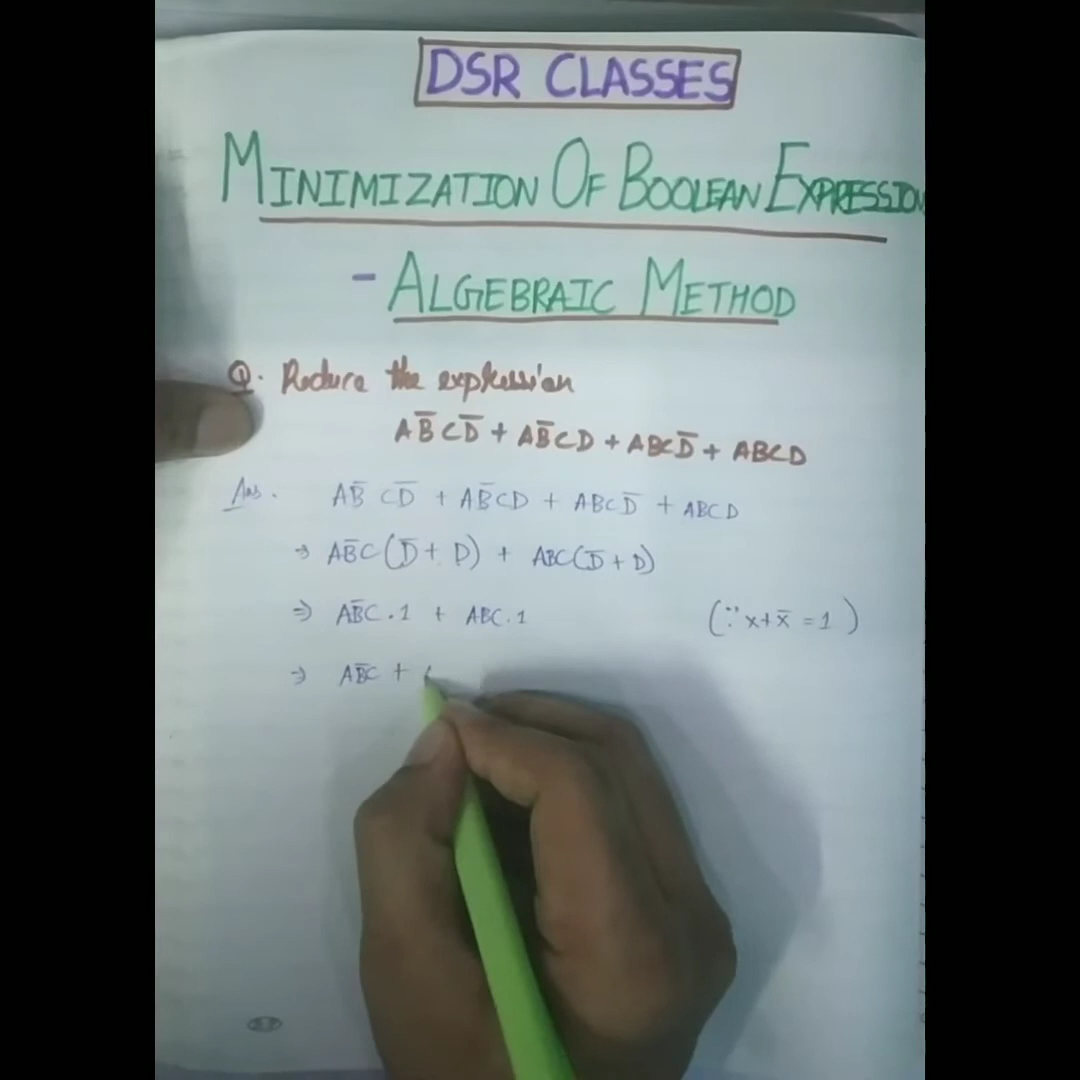 DSR CLASSES
MINIMIZATION OF BOOLEAN EXPRESSION
- ALGEBRAIC METHOD
Q. Reduce the expression
AB̅CD̅ + AB̅CD + ABCD̅ + ABCD
Ans. AB̅CD̅ + AB̅CD + ABCD̅ + ABCD
⇒ AB̅C(D̅ + D) + ABC(D̅ + D)
⇒ AB̅C.1 + ABC.1 (∵ x+x̅ = 1)
⇒ AB̅C +